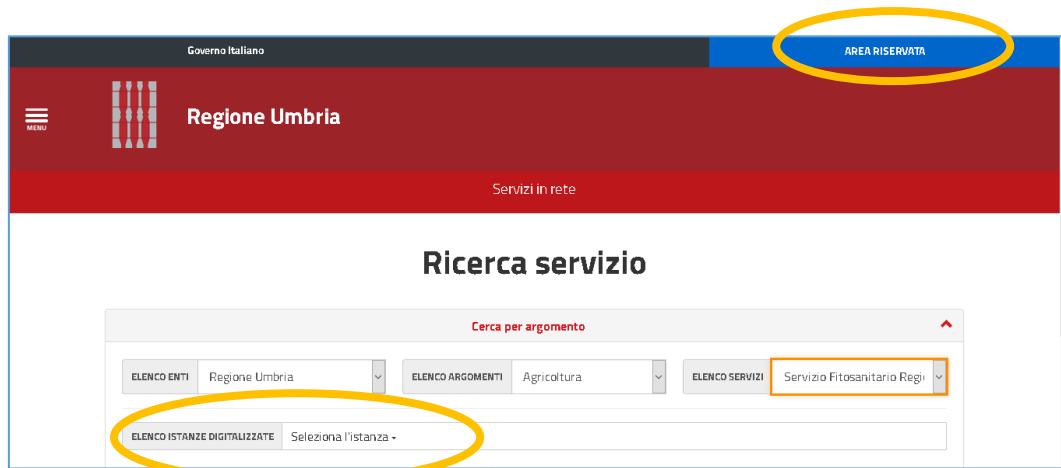 Governo Italiano AREA RISERVATA
MENU
Regione Umbria
Servizi in rete
Ricerca servizio
Cerca per argomento
ELENCO ENTI Regione Umbria ELENCO ARGOMENTI Agricoltura ELENCO SERVIZI Servizio Fitosanitario Regi
ELENCO ISTANZE DIGITALIZZATE Seleziona l'istanza